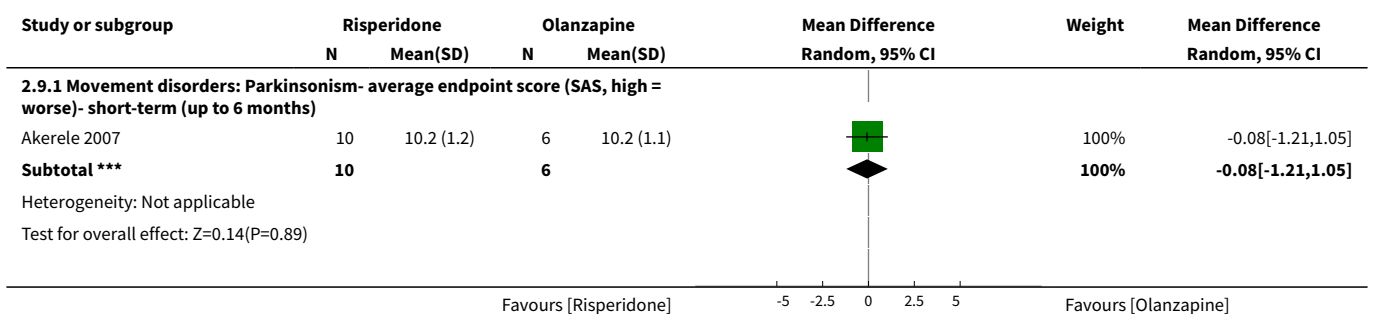 Study or subgroup Risperidone Olanzapine Mean Difference Weight Mean Difference
N Mean(SD) N Mean(SD) Random, 95% CI Random, 95% CI
2.9.1 Movement disorders: Parkinsonism- average endpoint score (SAS, high =
worse)- short-term (up to 6 months)
Akerele 2007 10 10.2 (1.2) 6 10.2 (1.1) 100% -0.08[-1.21,1.05]
Subtotal *** 10 6 100% -0.08[-1.21,1.05]
Heterogeneity: Not applicable
Test for overall effect: Z=0.14(P=0.89)
Favours [Risperidone] -5 -2.5 0 2.5 5 Favours [Olanzapine]